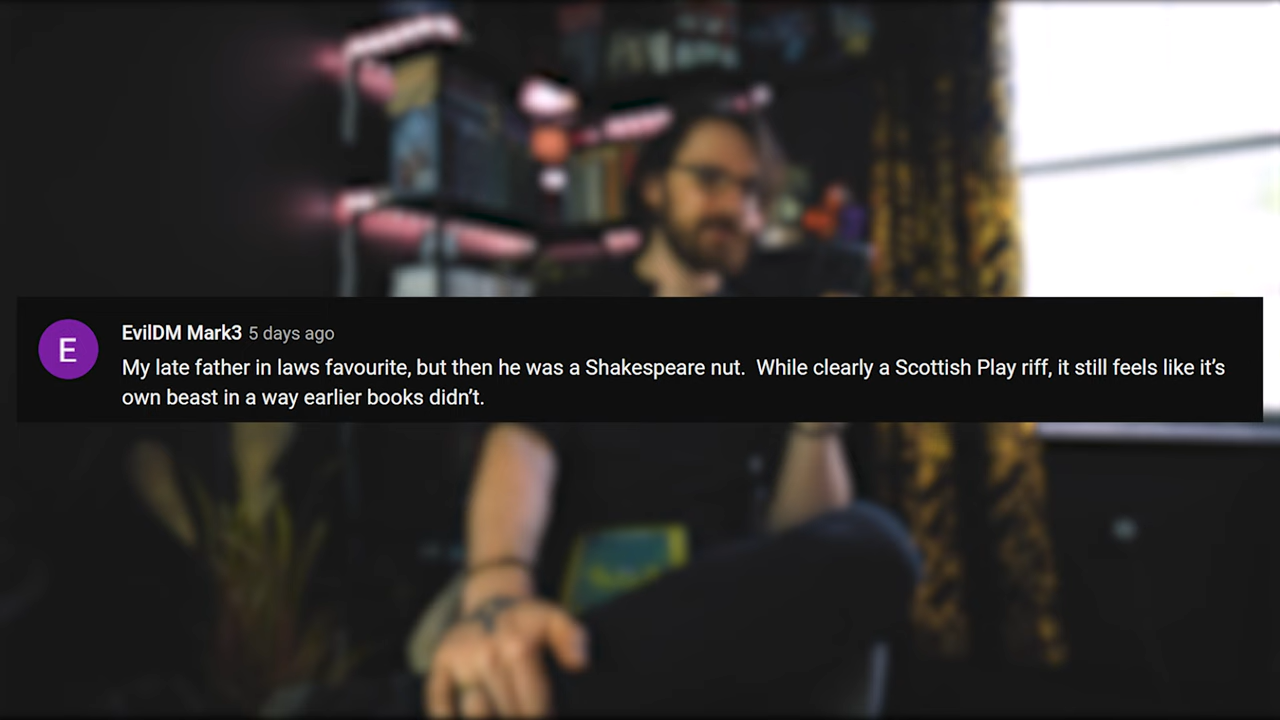 E
EvilDM Mark3 5 days ago
My late father in laws favourite, but then he was a Shakespeare nut.  While clearly a Scottish Play riff, it still feels like it’s
own beast in a way earlier books didn’t.